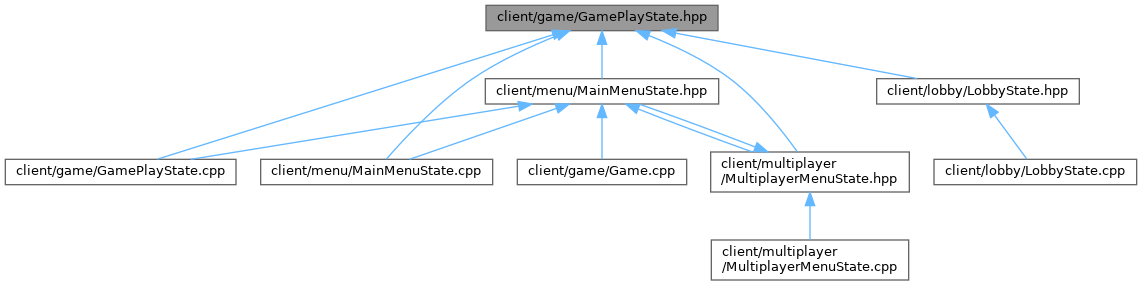 client/game/GamePlayState.hpp
client/menu/MainMenuState.hpp
client/lobby/LobbyState.hpp
client/game/GamePlayState.cpp
client/menu/MainMenuState.cpp
client/game/Game.cpp
client/multiplayer
/MultiplayerMenuState.hpp
client/lobby/LobbyState.cpp
client/multiplayer
/MultiplayerMenuState.cpp